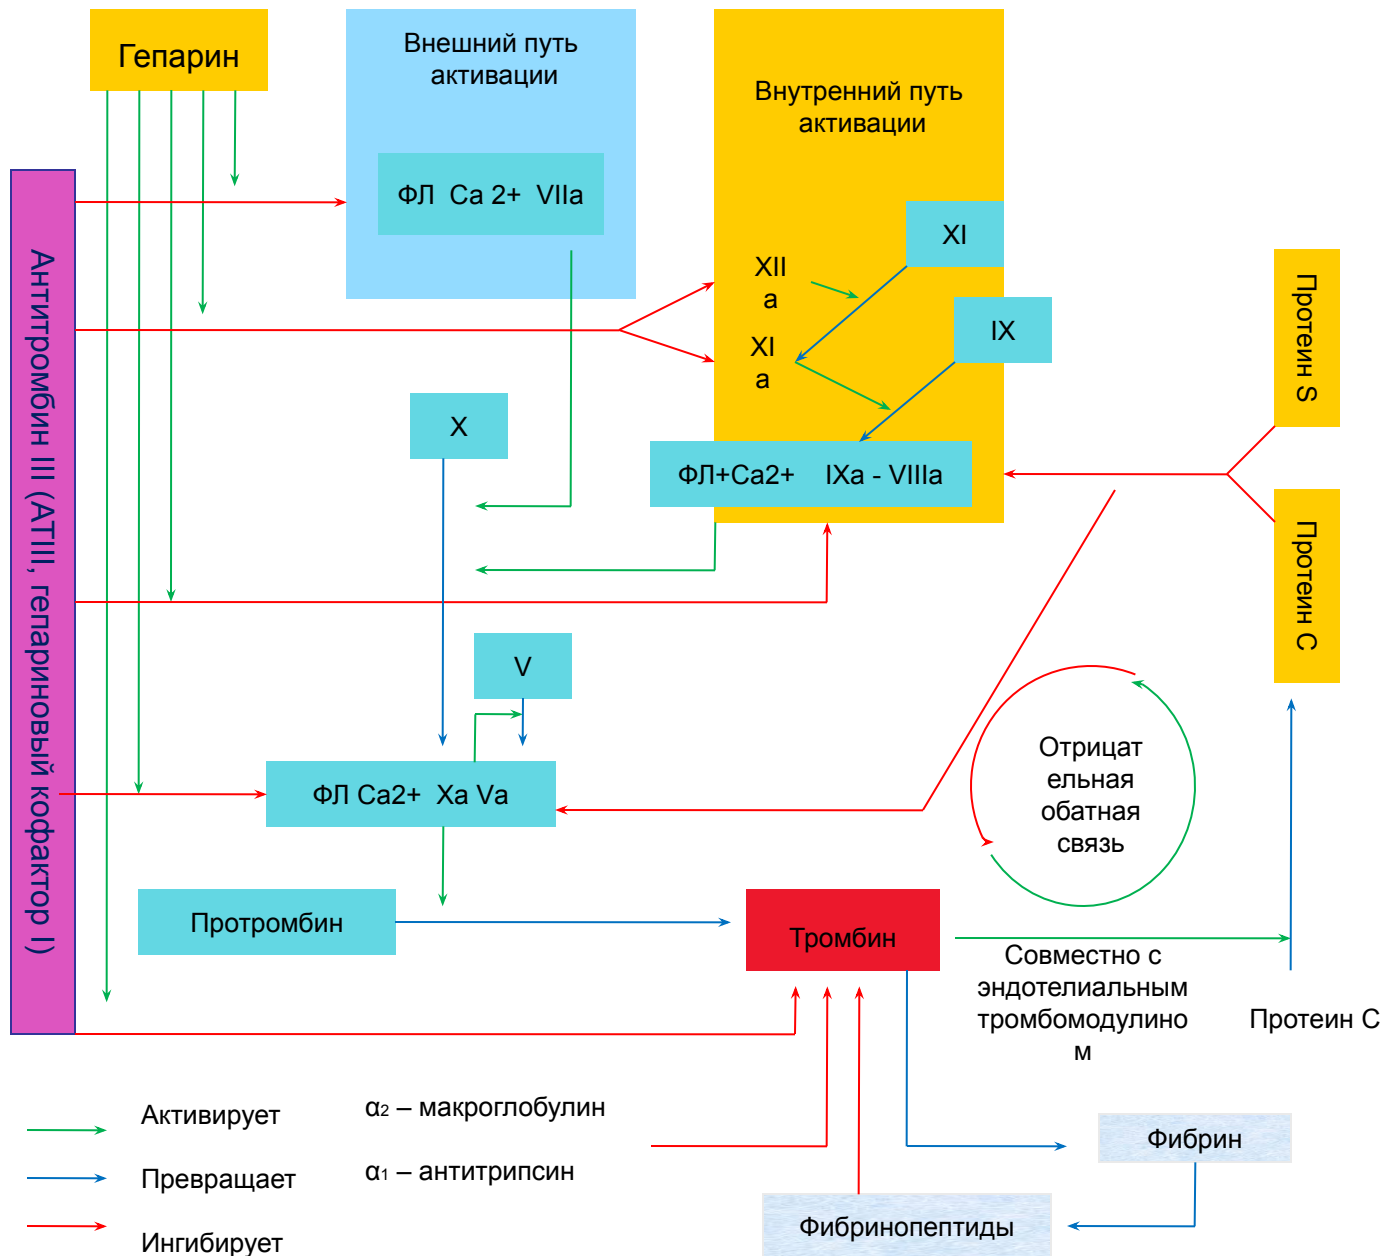 Гепарин
Внешний путь
активации
Внутренний путь
активации
ФЛ Ca 2+ VIIa
XI
XII
а
IX
XI
а
Антитромбин III (АТIII, гепариновый кофактор I)
Протеин S
X
ФЛ+Ca2+ IXa - VIIIa
Протеин С
V
Отрицат
ельная
обатная
связь
ФЛ Ca2+ Xa Va
Протромбин
Тромбин
Совместно с
эндотелиальным
тромбомодулино
м
Протеин С
Активирует
α2 – макроглобулин
Фибрин
Превращает
α1 – антитрипсин
Фибринопептиды
Ингибирует